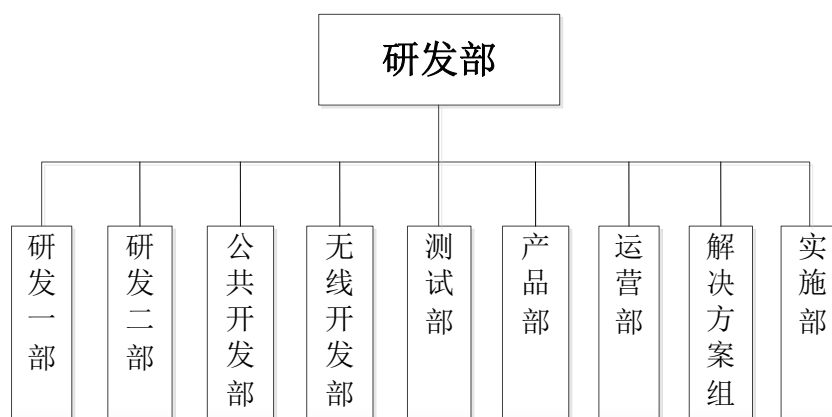 研发部
研发一部
研发二部
公共开发部
无线开发部
测试部
产品部
运营部
解决方案组
实施部